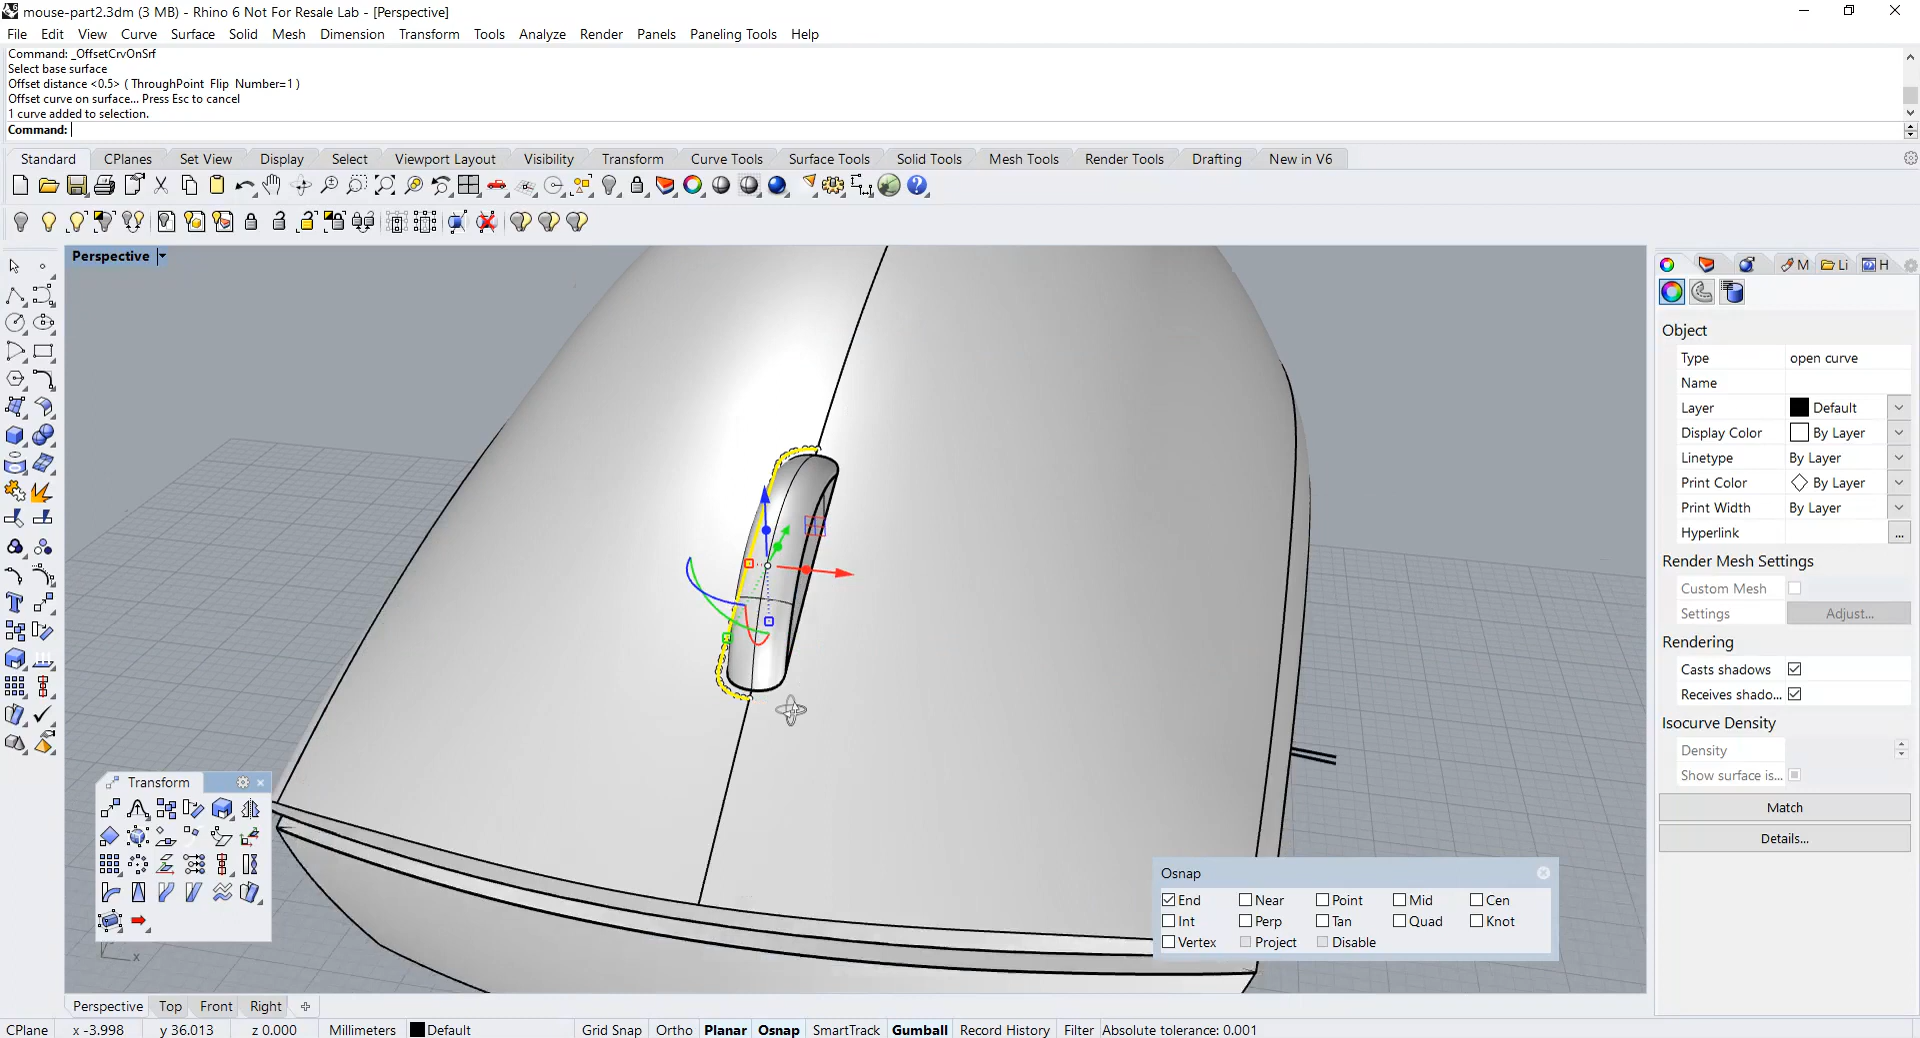 mouse-part2.3dm (3 MB) - Rhino 6 Not For Resale Lab - [Perspective]
File Edit View Curve Surface Solid Mesh Dimension Transform Tools Analyze Render Panels Paneling Tools Help
Command: _OffsetCrvOnSrf
Select base surface
Offset distance <0.5> ( ThroughPoint Flip Number=1 )
Offset curve on surface... Press Esc to cancel
1 curve added to selection.
Command:
Standard CPlanes Set View Display Select Viewport Layout Visibility Transform Curve Tools Surface Tools Solid Tools Mesh Tools Render Tools Drafting New in V6
Perspective
M Li H
Object
Type open curve
Name
Layer Default
Display Color By Layer
Linetype By Layer
Print Color By Layer
Print Width By Layer
Hyperlink ...
Render Mesh Settings
Custom Mesh
Settings Adjust...
Rendering
Casts shadows
Receives shado...
Isocurve Density
Density
Show surface is...
Match
Details...
Transform
x
Osnap
End Near Point Mid Cen
Int Perp Tan Quad Knot
Vertex Project Disable
Perspective Top Front Right
CPlane x -3.998 y 36.013 z 0.000 Millimeters Default Grid Snap Ortho Planar Osnap SmartTrack Gumball Record History Filter Absolute tolerance: 0.001